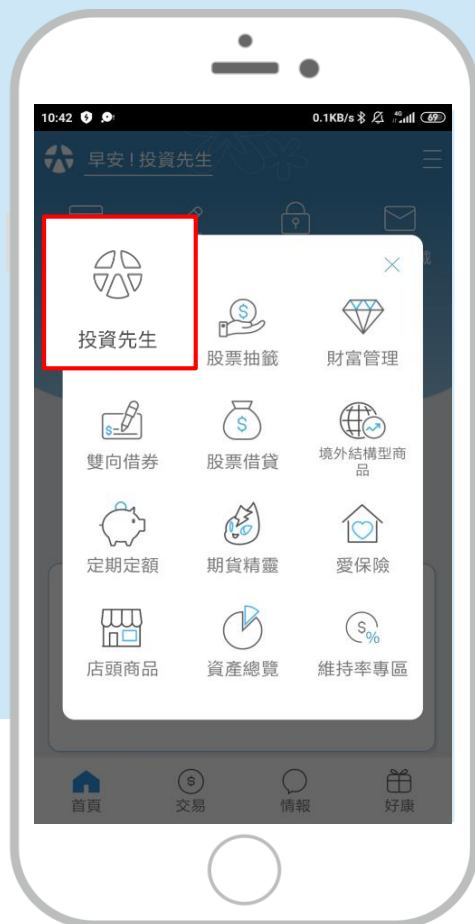 10:42
0.1KB/s 4G 69
早安!投資先生
投資先生
股票抽籤
財富管理
雙向借券
股票借貸
境外結構型商
品
定期定額
期貨精靈
愛保險
店頭商品
資產總覽
維持率專區
首頁
交易
情報
好康